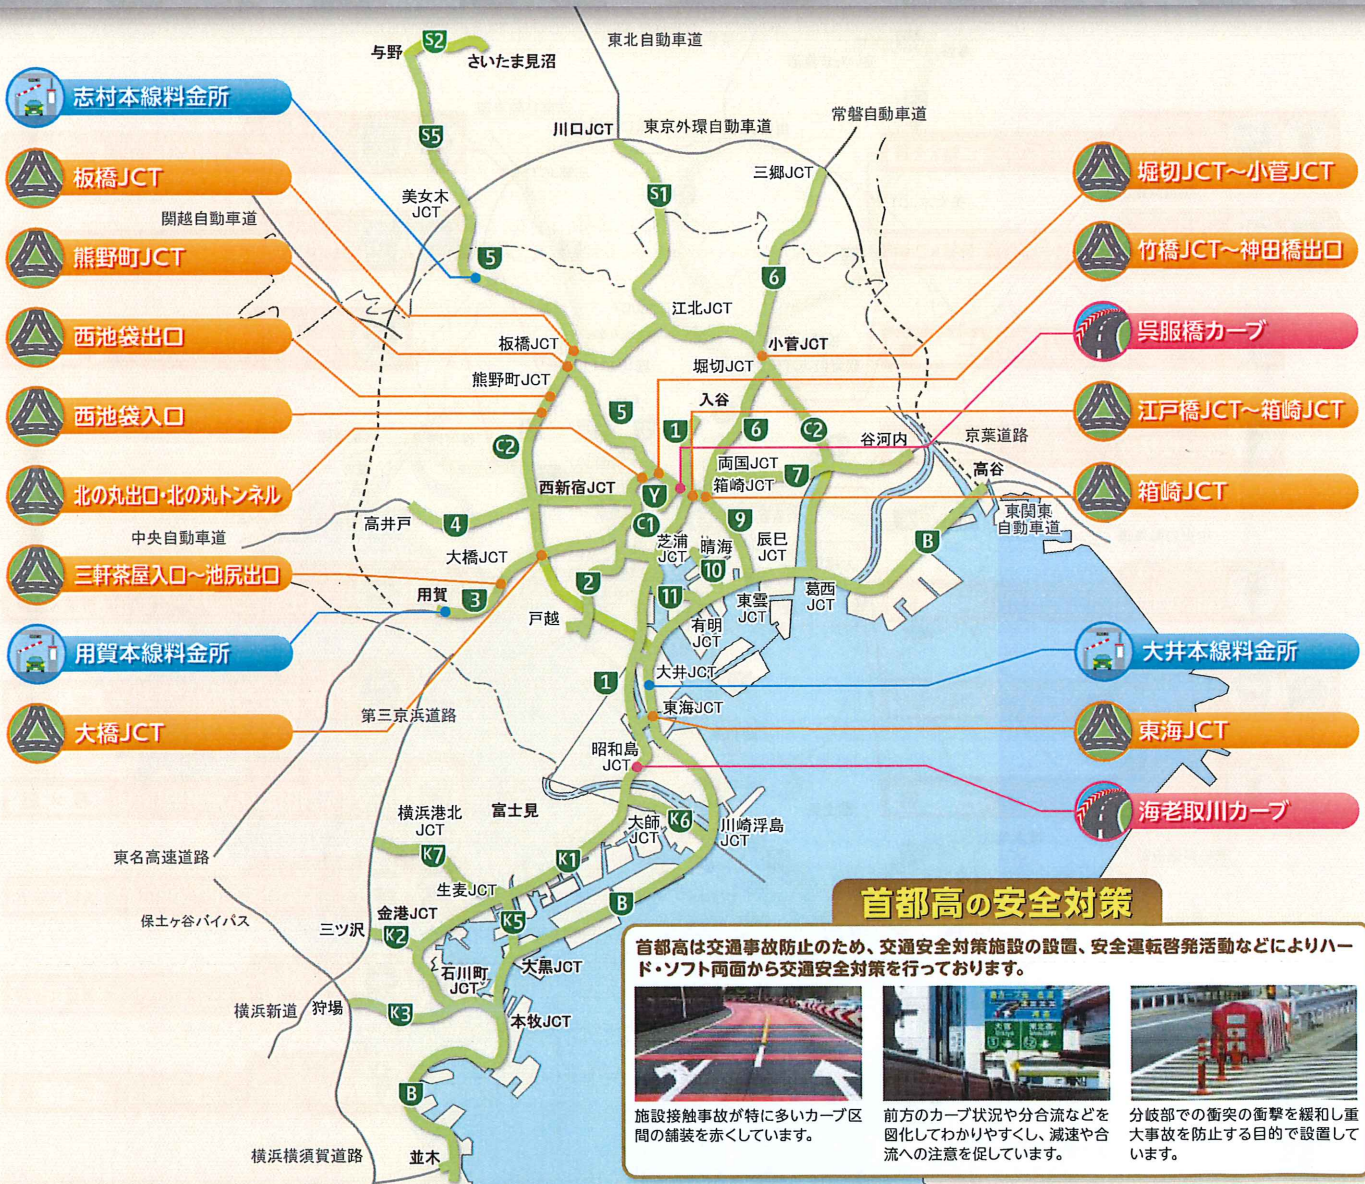 与野
S2
さいたま見沼
東北自動車道
志村本線料金所
S5
川口JCT
東京外環自動車道
常磐自動車道
板橋JCT
美女木
JCT
関越自動車道
S1
三郷JCT
堀切JCT～小菅JCT
熊野町JCT
5
6
竹橋JCT～神田橋出口
西池袋出口
板橋JCT
江北JCT
小菅JCT
呉服橋カーブ
熊野町JCT
堀切JCT
西池袋入口
5
入谷
1
6
C2
江戸橋JCT～箱崎JCT
C2
谷河内
京葉道路
北の丸出口・北の丸トンネル
西新宿JCT
Y
両国JCT
7
箱崎JCT
高谷
箱崎JCT
中央自動車道
高井戸
4
C1
9
東関東
自動車道
B
三軒茶屋入口～池尻出口
大橋JCT
芝浦
JCT
晴海
10
辰巳
JCT
用賀
3
2
11
東雲
JCT
葛西
JCT
用賀本線料金所
戸越
有明
JCT
大井本線料金所
1
大井JCT
大橋JCT
第三京浜道路
東海JCT
東海JCT
昭和島
JCT
海老取川カーブ
横浜港北
JCT
富士見
大師
JCT
K6
川崎浮島
JCT
東名高速道路
K7
K1
生麦JCT
保土ヶ谷バイパス
三ツ沢
金港JCT
K2
K5
B
石川町
JCT
大黒JCT
横浜新道
狩場
K3
本牧JCT
B
横浜横須賀道路
並木
首都高の安全対策
首都高は交通事故防止のため、交通安全対策施設の設置、安全運転啓発活動などによりハー
ド・ソフト両面から交通安全対策を行っております。
施設接触事故が特に多いカーブ区
間の舗装を赤くしています。
前方のカーブ状況や分合流などを
図化してわかりやすくし、減速や合
流への注意を促しています。
分岐部での衝突の衝撃を緩和し重
大事故を防止する目的で設置して
います。